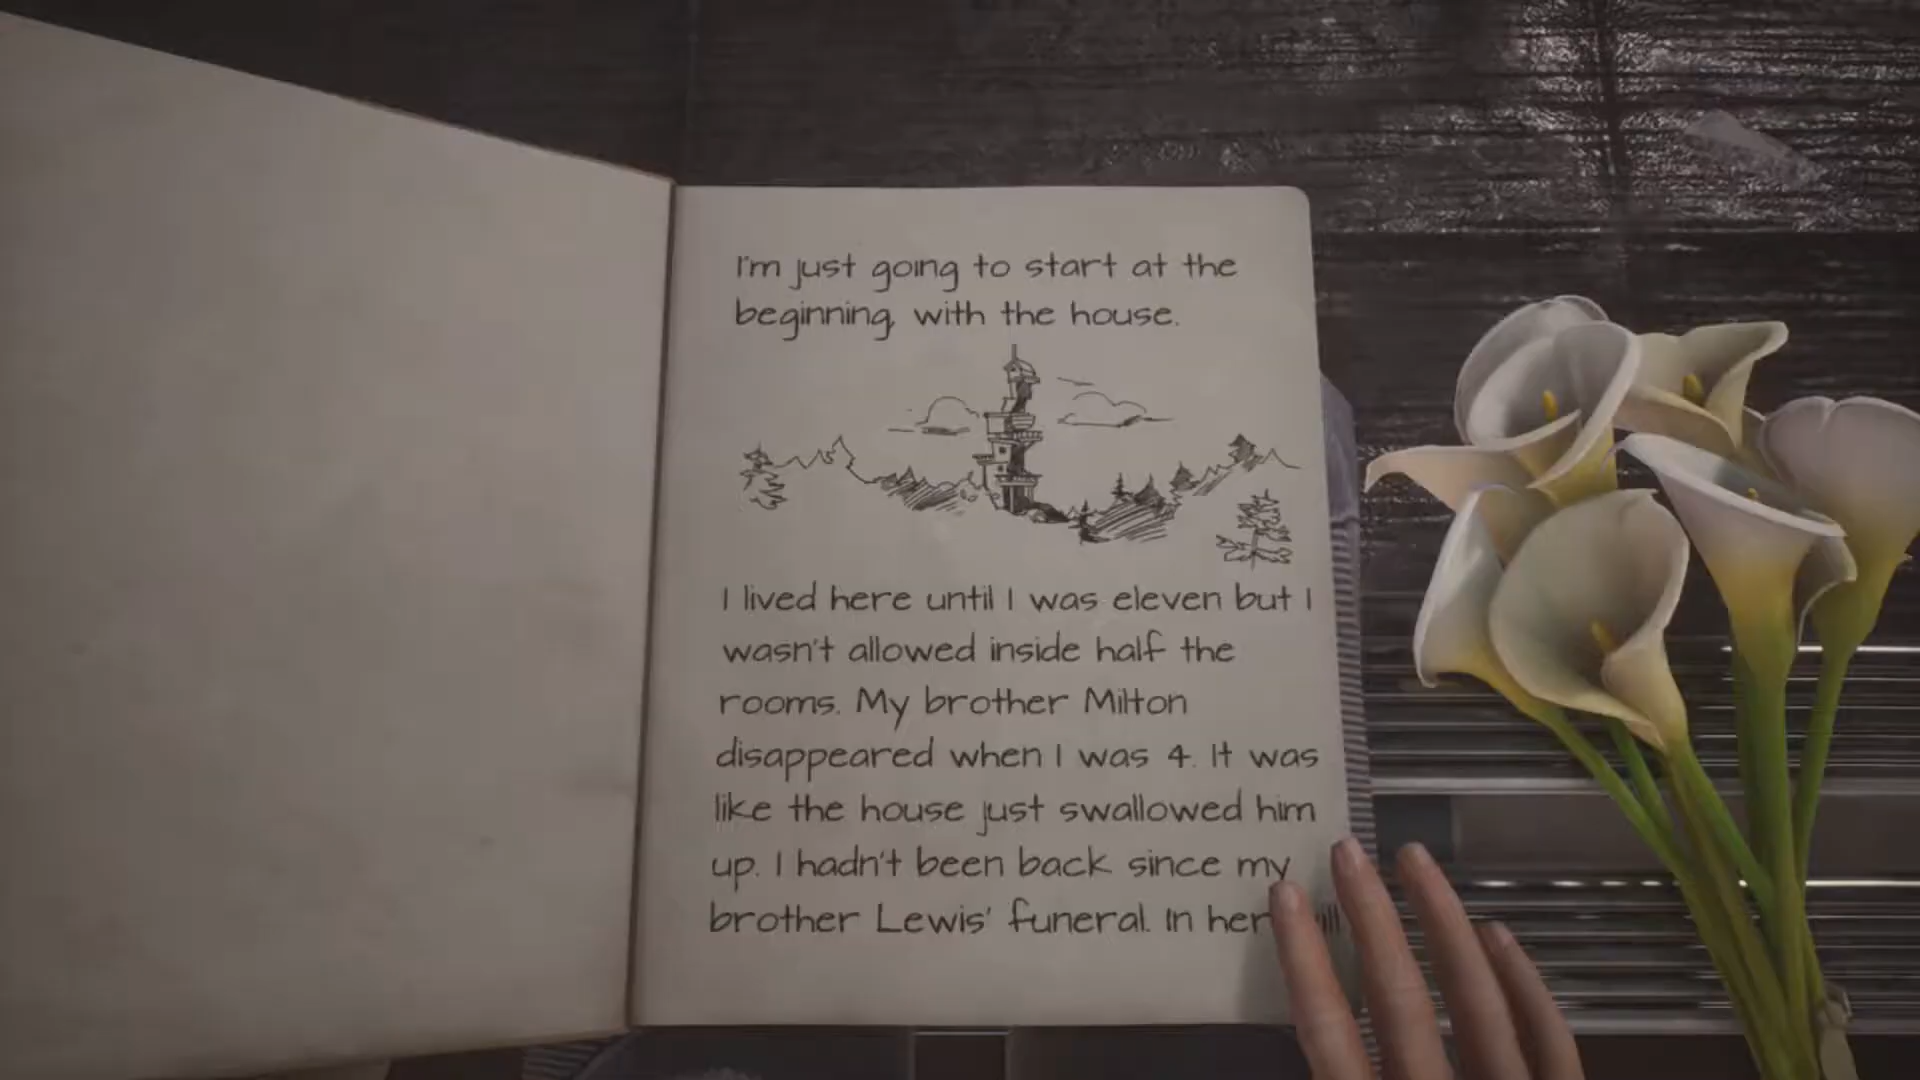 I'm just going to start at the
beginning, with the house.
I lived here until I was eleven but I
wasn't allowed inside half the
rooms. My brother Milton
disappeared when I was 4. It was
like the house just swallowed him
up. I hadn't been back since my
brother Lewis' funeral. In her